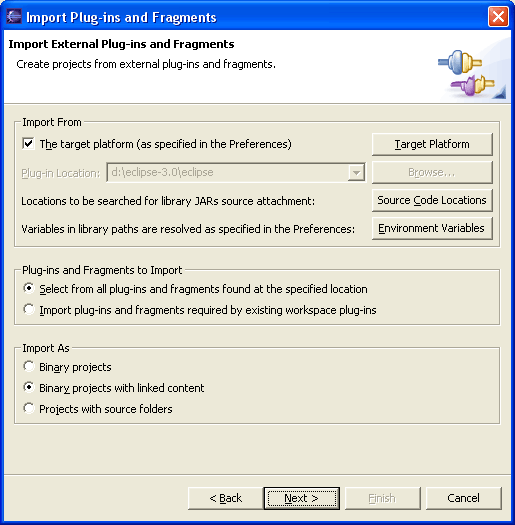 Import Plug-ins and Fragments
Import External Plug-ins and Fragments
Create projects from external plug-ins and fragments.
Import From
The target platform (as specified in the Preferences)
Target Platform
Plug-in Location:
d:\eclipse-3.0\eclipse
Browse...
Locations to be searched for library JARs source attachment:
Source Code Locations
Variables in library paths are resolved as specified in the Preferences:
Environment Variables
Plug-ins and Fragments to Import
Select from all plug-ins and fragments found at the specified location
Import plug-ins and fragments required by existing workspace plug-ins
Import As
Binary projects
Binary projects with linked content
Projects with source folders
< Back
Next >
Finish
Cancel